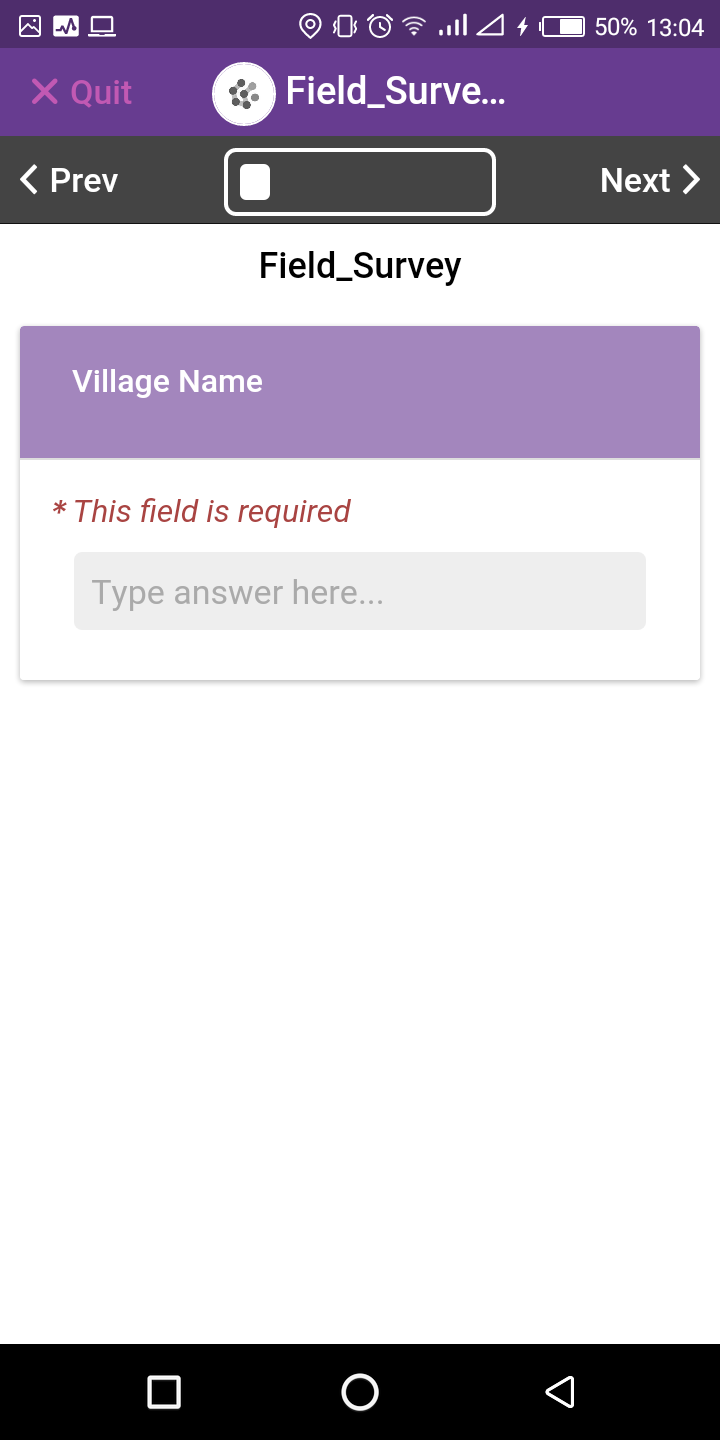 50% 13:04
Quit Field_Surve...
Prev Next
Field_Survey
Village Name
* This field is required
Type answer here...